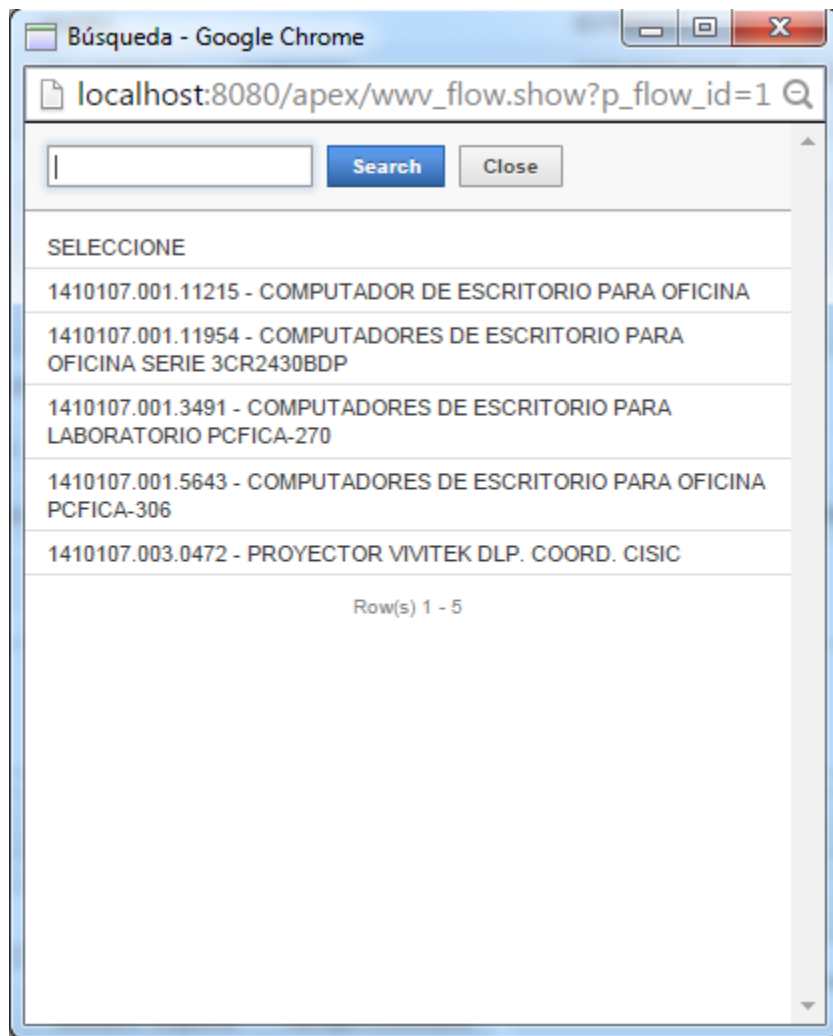 Búsqueda - Google Chrome
localhost:8080/apex/wwv_flow.show?p_flow_id=1
Search Close
SELECCIONE
1410107.001.11215 - COMPUTADOR DE ESCRITORIO PARA OFICINA
1410107.001.11954 - COMPUTADORES DE ESCRITORIO PARA
OFICINA SERIE 3CR2430BDP
1410107.001.3491 - COMPUTADORES DE ESCRITORIO PARA
LABORATORIO PCFICA-270
1410107.001.5643 - COMPUTADORES DE ESCRITORIO PARA OFICINA
PCFICA-306
1410107.003.0472 - PROYECTOR VIVITEK DLP. COORD. CISIC
Row(s) 1 - 5